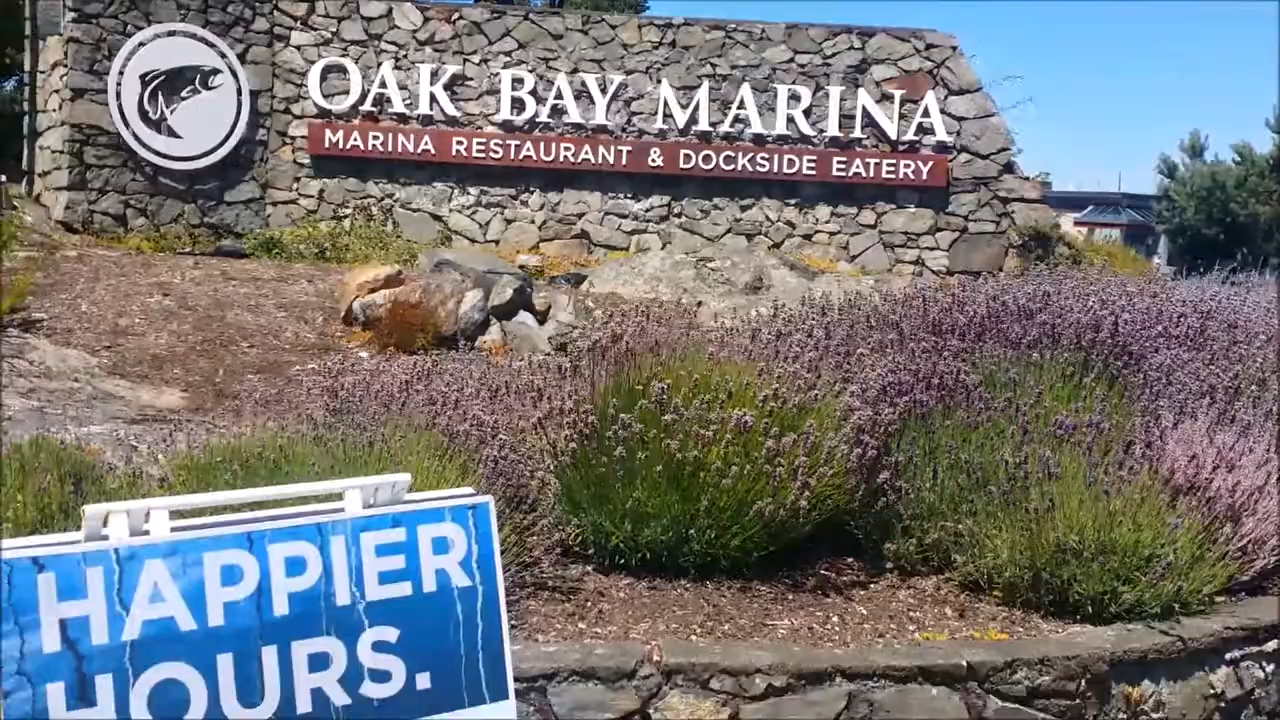 OAK BAY MARINA
MARINA RESTAURANT & DOCKSIDE EATERY
HAPPIER
HOURS.